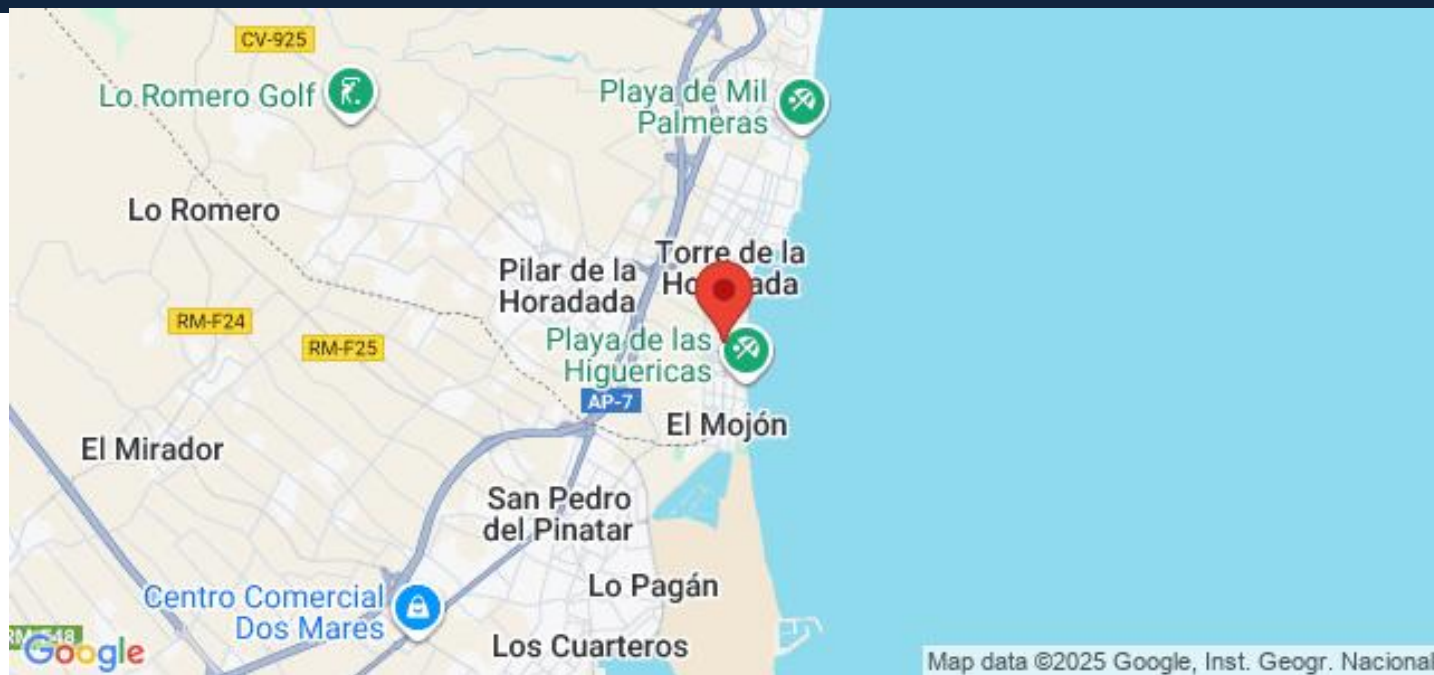 CV-925
Lo Romero Golf
Playa de Mil
Palmeras
Lo Romero
Torre de la
Pilar de la
Horadada
RM-F24
RM-F25
Playa de las
Higuericas
AP-7
El Mojón
El Mirador
San Pedro
del Pinatar
Lo Pagán
Centro Comercial
Dos Mares
Los Cuarteros
Google
Map data ©2025 Google, Inst. Geogr. Nacional